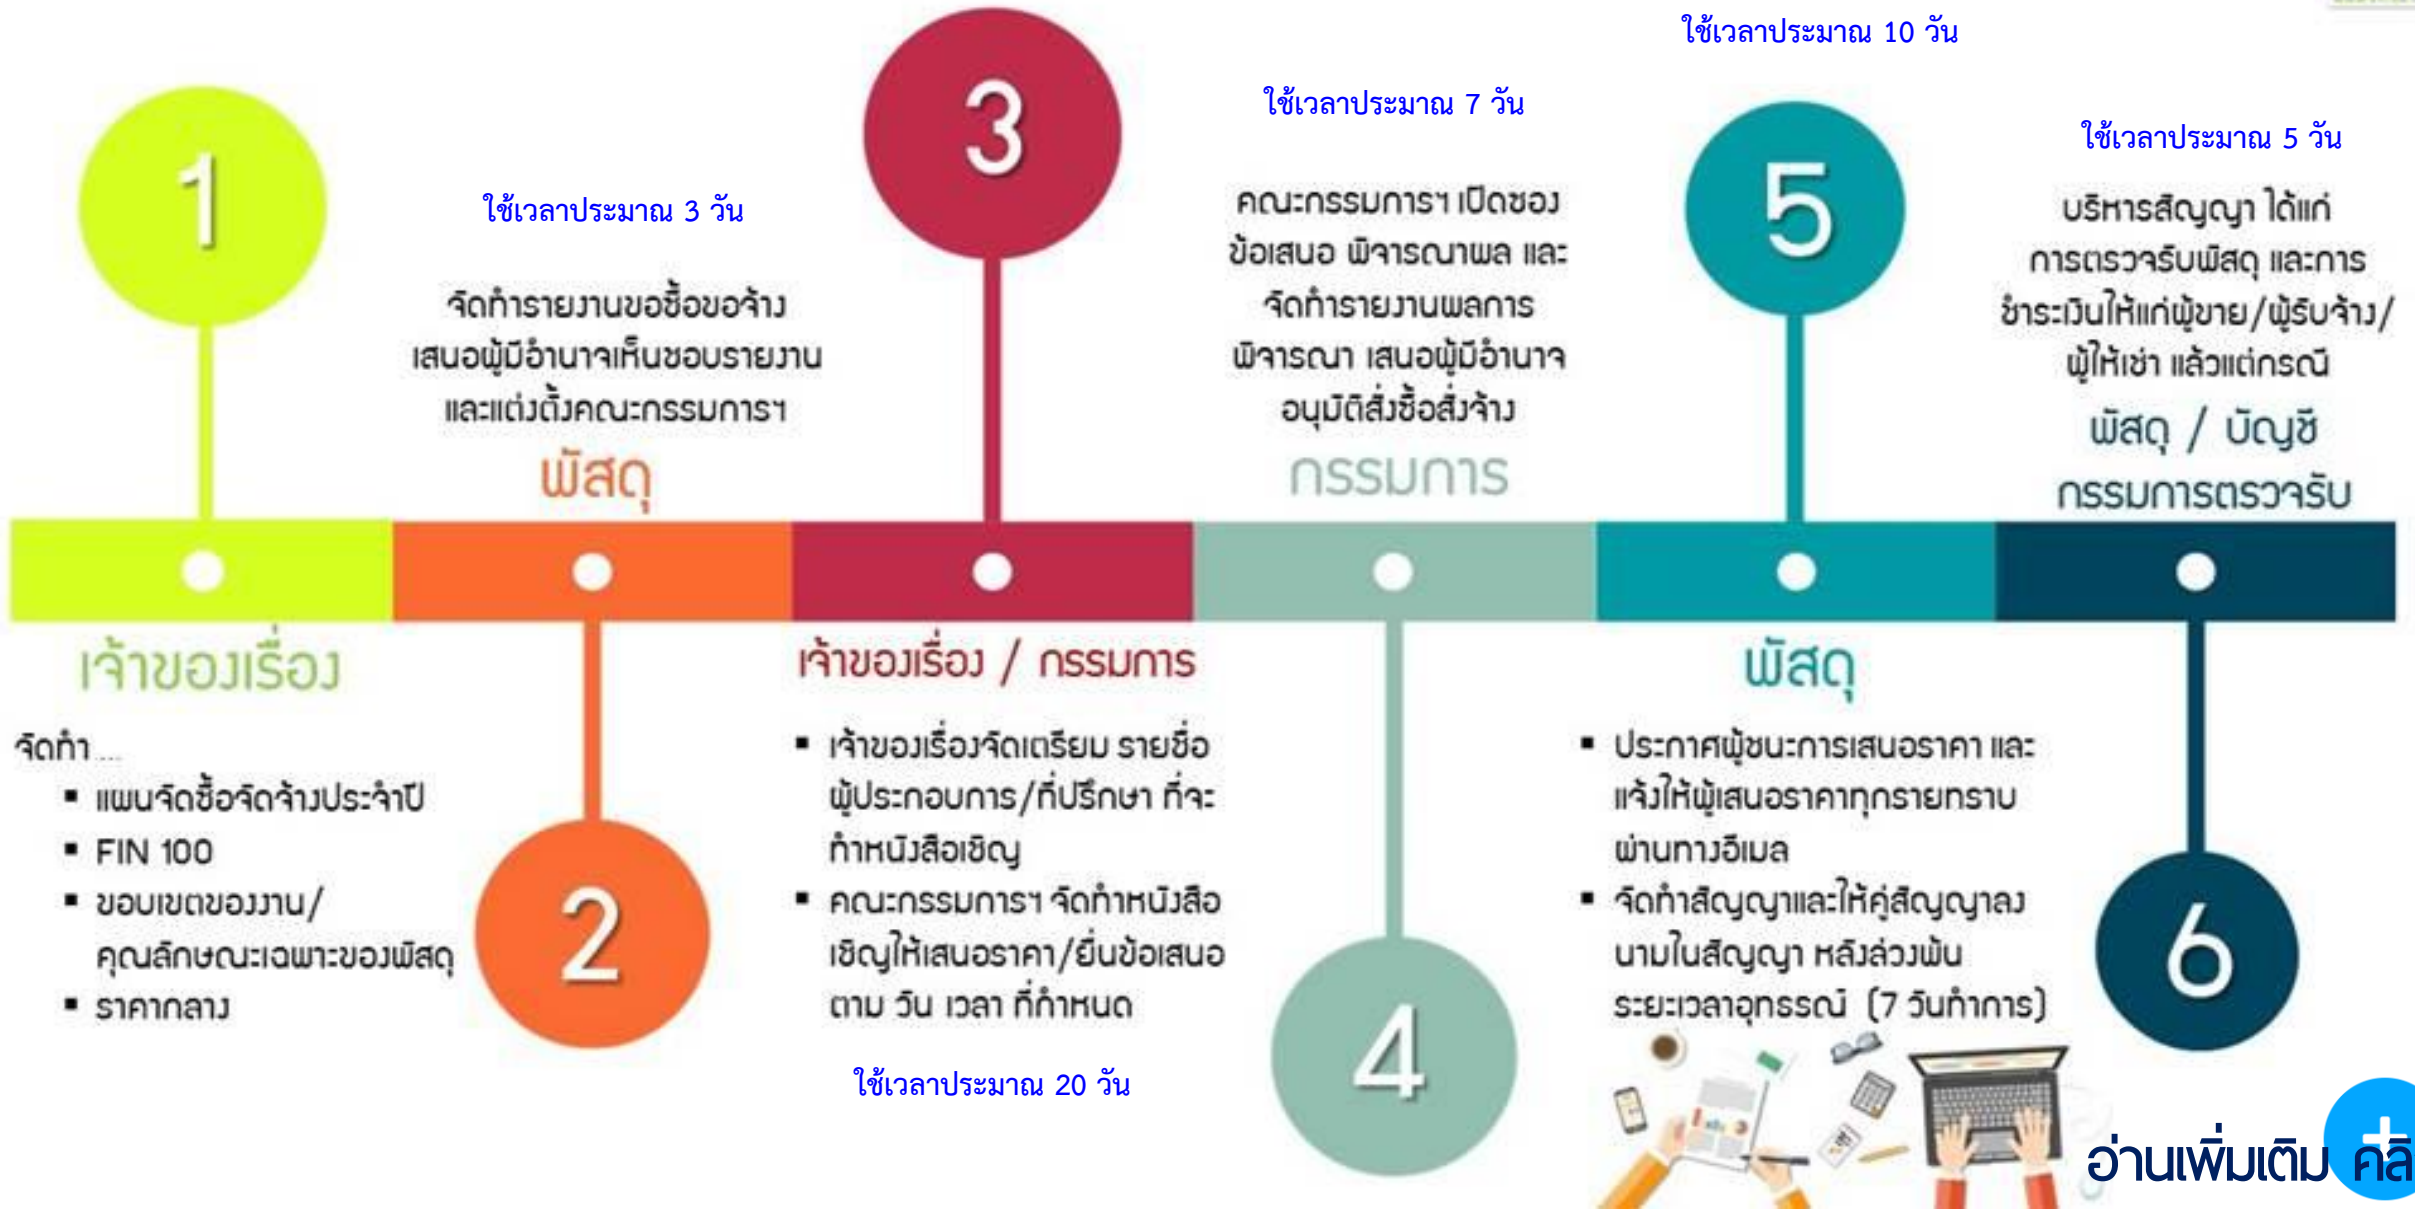 1
เจ้าของเรื่อง
จัดทำ ...
▪ แผนจัดซื้อจัดจ้างประจำปี
▪ FIN 100
▪ ขอบเขตของงาน/
คุณลักษณะเฉพาะของพัสดุ
▪ ราคากลาง
ใช้เวลาประมาณ 3 วัน
จัดทำรายงานขอซื้อขอจ้าง
เสนอผู้มีอำนาจเห็นชอบรายงาน
และแต่งตั้งคณะกรรมการฯ
พัสดุ
2
3
เจ้าของเรื่อง / กรรมการ
▪ เจ้าของเรื่องจัดเตรียม รายชื่อ
ผู้ประกอบการ/ที่ปรึกษา ที่จะ
ทำหนังสือเชิญ
▪ คณะกรรมการฯ จัดทำหนังสือ
เชิญให้เสนอราคา/ยื่นข้อเสนอ
ตาม วัน เวลา ที่กำหนด
ใช้เวลาประมาณ 20 วัน
ใช้เวลาประมาณ 7 วัน
คณะกรรมการฯ เปิดซอง
ข้อเสนอ พิจารณาผล และ
จัดทำรายงานผลการ
พิจารณา เสนอผู้มีอำนาจ
อนุมัติสั่งซื้อสั่งจ้าง
กรรมการ
4
ใช้เวลาประมาณ 10 วัน
5
พัสดุ
▪ ประกาศผู้ชนะการเสนอราคา และ
แจ้งให้ผู้เสนอราคาทุกรายทราบ
ผ่านทางอีเมล
▪ จัดทำสัญญาและให้คู่สัญญาลง
นามในสัญญา หลังล่วงพ้น
ระยะเวลาอุทธรณ์ (7 วันทำการ)
ใช้เวลาประมาณ 5 วัน
บริหารสัญญา ได้แก่
การตรวจรับพัสดุ และการ
ชำระเงินให้แก่ผู้ขาย/ผู้รับจ้าง/
ผู้ให้เช่า แล้วแต่กรณี
พัสดุ / บัญชี
กรรมการตรวจรับ
6
อ่านเพิ่มเติม